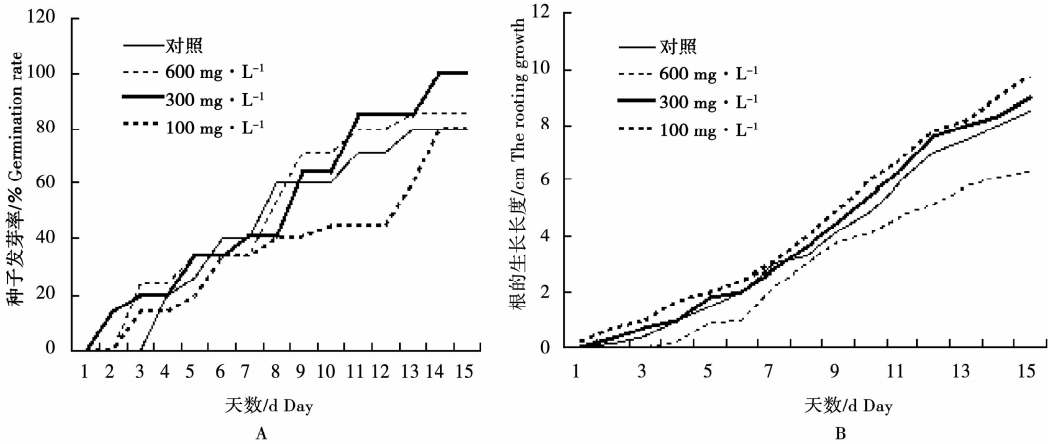 120
100
80
60
40
20
0
种子发芽率/% Germination rate
对照
600 mg · L⁻¹
300 mg · L⁻¹
100 mg · L⁻¹
1 2 3 4 5 6 7 8 9 10 11 12 13 14 15
天数/d Day
A
12
10
8
6
4
2
0
根的生长长度/cm The rooting growth
对照
600 mg · L⁻¹
300 mg · L⁻¹
100 mg · L⁻¹
1 3 5 7 9 11 13 15
天数/d Day
B